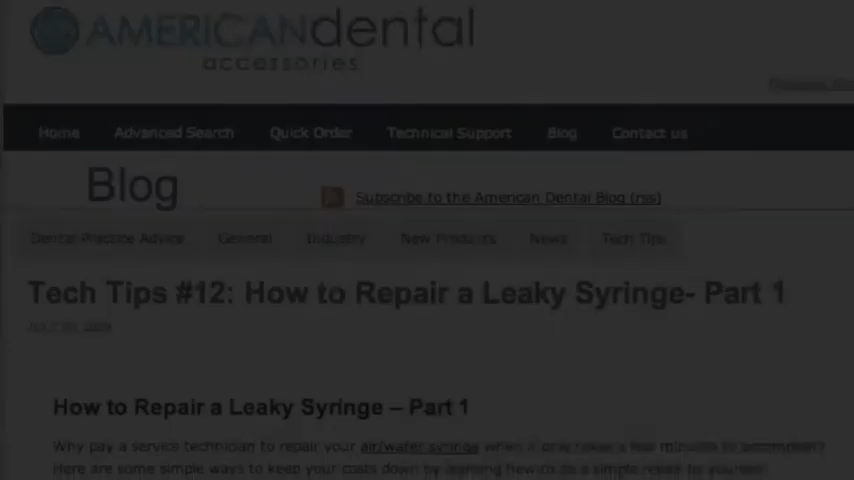 AMERICANdental
accessories
Home Advanced Search Quick Order Technical Support Blog Contact us
Blog
Subscribe to the American Dental Blog (rss)
Dental Practice Advice General Industry New Products News Tech Tips
Tech Tips #12: How to Repair a Leaky Syringe- Part 1
How to Repair a Leaky Syringe – Part 1
Why pay a service technician to repair your air/water syringe when it only takes a few minutes to accomplish?
Here are some simple ways to keep your costs down by learning how to do a simple repair by yourself.